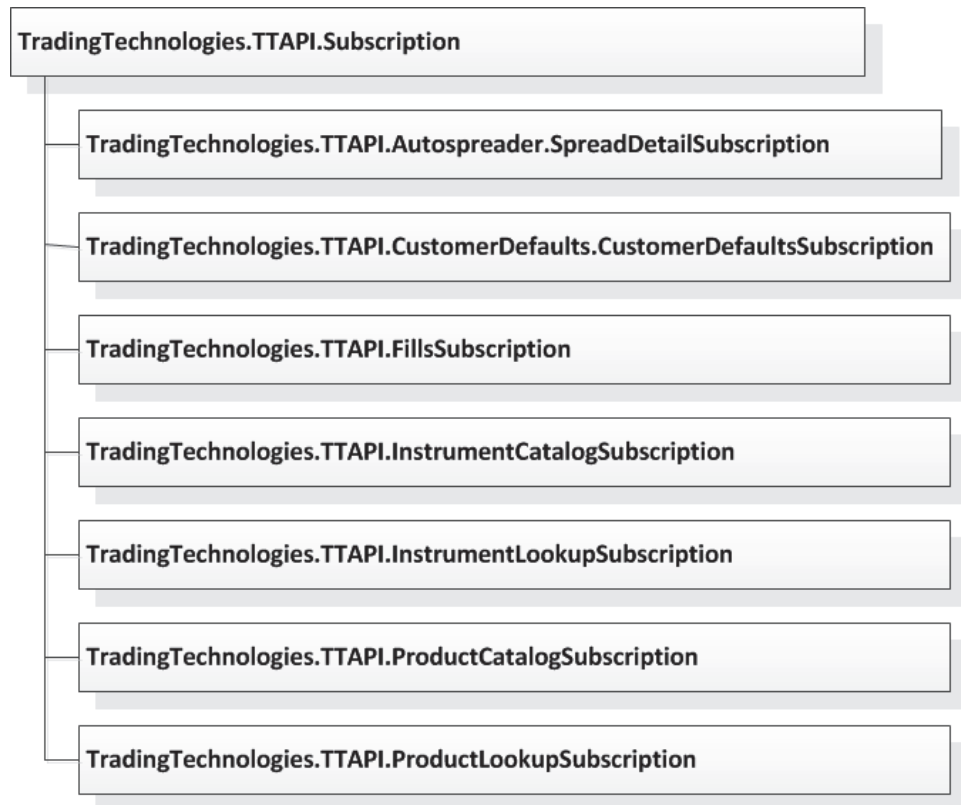 TradingTechnologies.TTAPI.Subscription
TradingTechnologies.TTAPI.Autospreader.SpreadDetailSubscription
TradingTechnologies.TTAPI.CustomerDefaults.CustomerDefaultsSubscription
TradingTechnologies.TTAPI.FillsSubscription
TradingTechnologies.TTAPI.InstrumentCatalogSubscription
TradingTechnologies.TTAPI.InstrumentLookupSubscription
TradingTechnologies.TTAPI.ProductCatalogSubscription
TradingTechnologies.TTAPI.ProductLookupSubscription